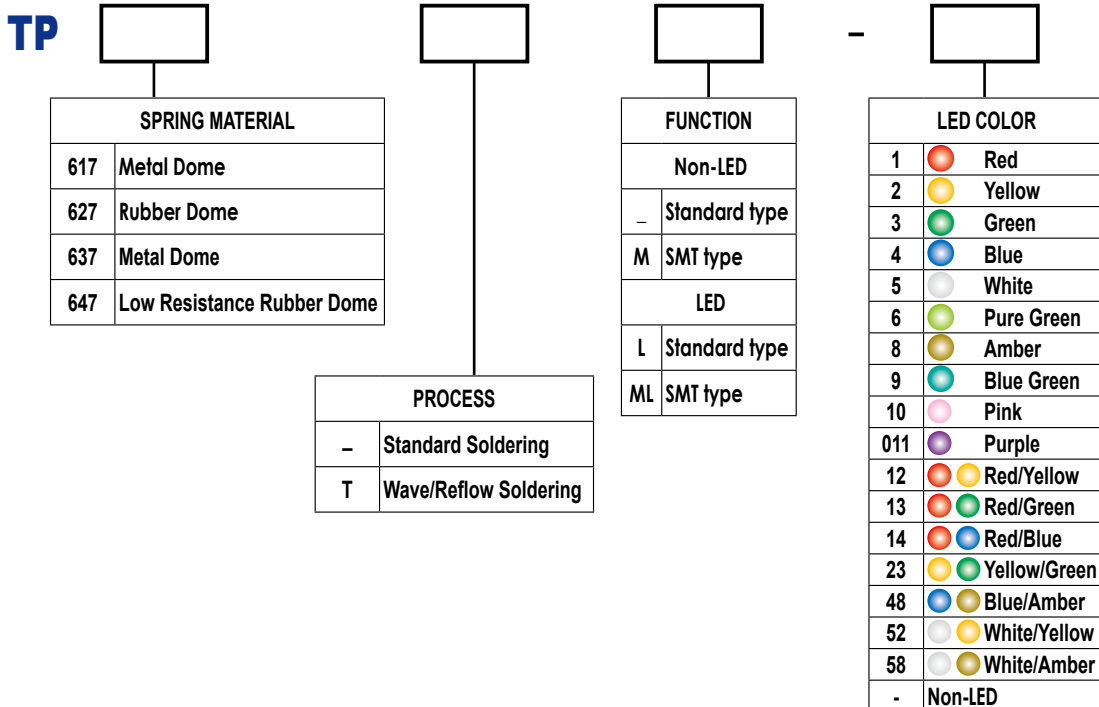 TP –
SPRING MATERIAL
617 Metal Dome
627 Rubber Dome
637 Metal Dome
647 Low Resistance Rubber Dome
PROCESS
– Standard Soldering
T Wave/Reflow Soldering
FUNCTION
Non-LED
_ Standard type
M SMT type
LED
L Standard type
ML SMT type
LED COLOR
1 Red
2 Yellow
3 Green
4 Blue
5 White
6 Pure Green
8 Amber
9 Blue Green
10 Pink
011 Purple
12 Red/Yellow
13 Red/Green
14 Red/Blue
23 Yellow/Green
48 Blue/Amber
52 White/Yellow
58 White/Amber
- Non-LED